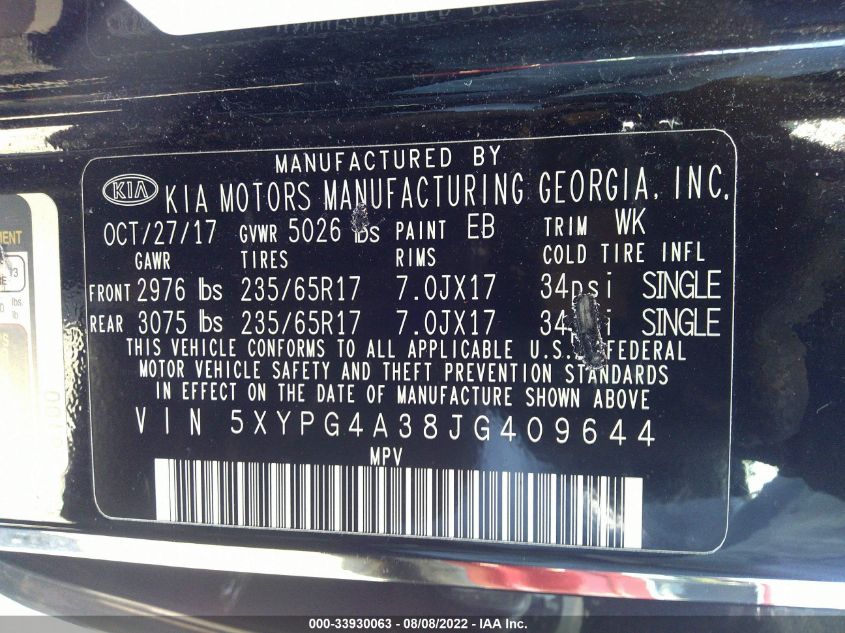 MANUFACTURED BY
KIA KIA MOTORS MANUFACTURING GEORGIA, INC.
OCT/27/17 GVWR 5026 lbs PAINT EB TRIM WK
GAWR TIRES RIMS COLD TIRE INFL
FRONT 2976 lbs 235/65R17 7.0JX17 34psi SINGLE
REAR 3075 lbs 235/65R17 7.0JX17 34psi SINGLE
THIS VEHICLE CONFORMS TO ALL APPLICABLE U.S. FEDERAL
MOTOR VEHICLE SAFETY AND THEFT PREVENTION STANDARDS
IN EFFECT ON THE DATE OF MANUFACTURE SHOWN ABOVE
VIN 5XYPG4A38JG409644
MPV
000-33930063 - 08/08/2022 - IAA Inc.